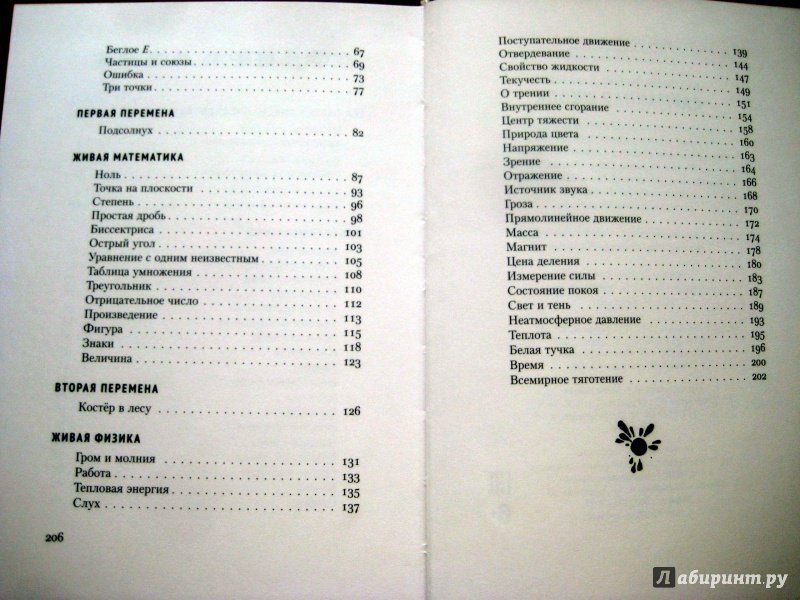 Беглое Е. 67
Частицы и союзы 69
Ошибка 73
Три точки 77
ПЕРВАЯ ПЕРЕМЕНА
Подсолнух 82
ЖИВАЯ МАТЕМАТИКА
Ноль 87
Точка на плоскости 93
Степень 96
Простая дробь 98
Биссектриса 101
Острый угол 103
Уравнение с одним неизвестным 105
Таблица умножения 108
Треугольник 110
Отрицательное число 112
Произведение 113
Фигура 115
Знаки 118
Величина 123
ВТОРАЯ ПЕРЕМЕНА
Костёр в лесу 126
ЖИВАЯ ФИЗИКА
Гром и молния 131
Работа 133
Тепловая энергия 135
Слух 137
206
Поступательное движение 139
Отвердевание 144
Свойство жидкости 144
Текучесть 147
О трении 149
Внутреннее сгорание 151
Центр тяжести 154
Природа цвета 158
Напряжение 160
Зрение 163
Отражение 164
Источник звука 166
Гроза 168
Прямолинейное движение 170
Масса 172
Магнит 174
Цена деления 178
Измерение силы 180
Состояние покоя 183
Свет и тень 187
Неатмосферное давление 189
Теплота 193
Белая тучка 195
Время 196
Всемирное тяготение 200
202
Лабиринт.ру